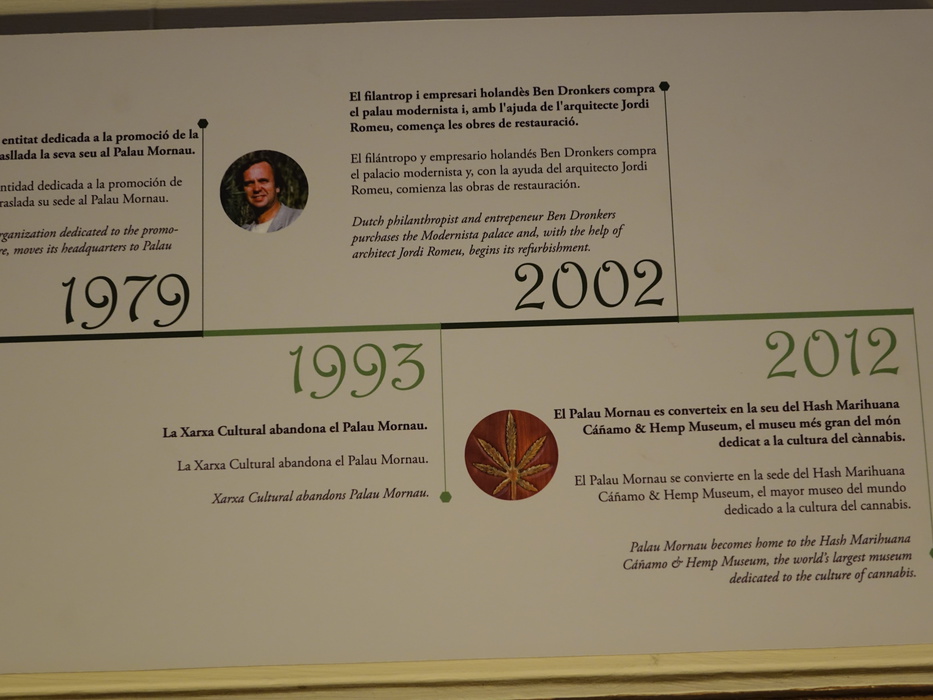 entitat dedicada a la promoció de la
asllada la seva seu al Palau Mornau.
ntidad dedicada a la promoción de
raslada su sede al Palau Mornau.
rganization dedicated to the promo-
re, moves its headquarters to Palau
1979
El filantrop i empresari holandès Ben Dronkers compra
el palau modernista i, amb l'ajuda de l'arquitecte Jordi
Romeu, comença les obres de restauració.
El filántropo y empresario holandés Ben Dronkers compra
el palacio modernista y, con la ayuda del arquitecto Jordi
Romeu, comienza las obras de restauración.
Dutch philanthropist and entrepeneur Ben Dronkers
purchases the Modernista palace and, with the help of
architect Jordi Romeu, begins its refurbishment.
2002
1993
La Xarxa Cultural abandona el Palau Mornau.
La Xarxa Cultural abandona el Palau Mornau.
Xarxa Cultural abandons Palau Mornau.
2012
El Palau Mornau es converteix en la seu del Hash Marihuana
Cáñamo & Hemp Museum, el museu més gran del món
dedicat a la cultura del cànnabis.
El Palau Mornau se convierte en la sede del Hash Marihuana
Cáñamo & Hemp Museum, el mayor museo del mundo
dedicado a la cultura del cannabis.
Palau Mornau becomes home to the Hash Marihuana
Cáñamo & Hemp Museum, the world's largest museum
dedicated to the culture of cannabis.